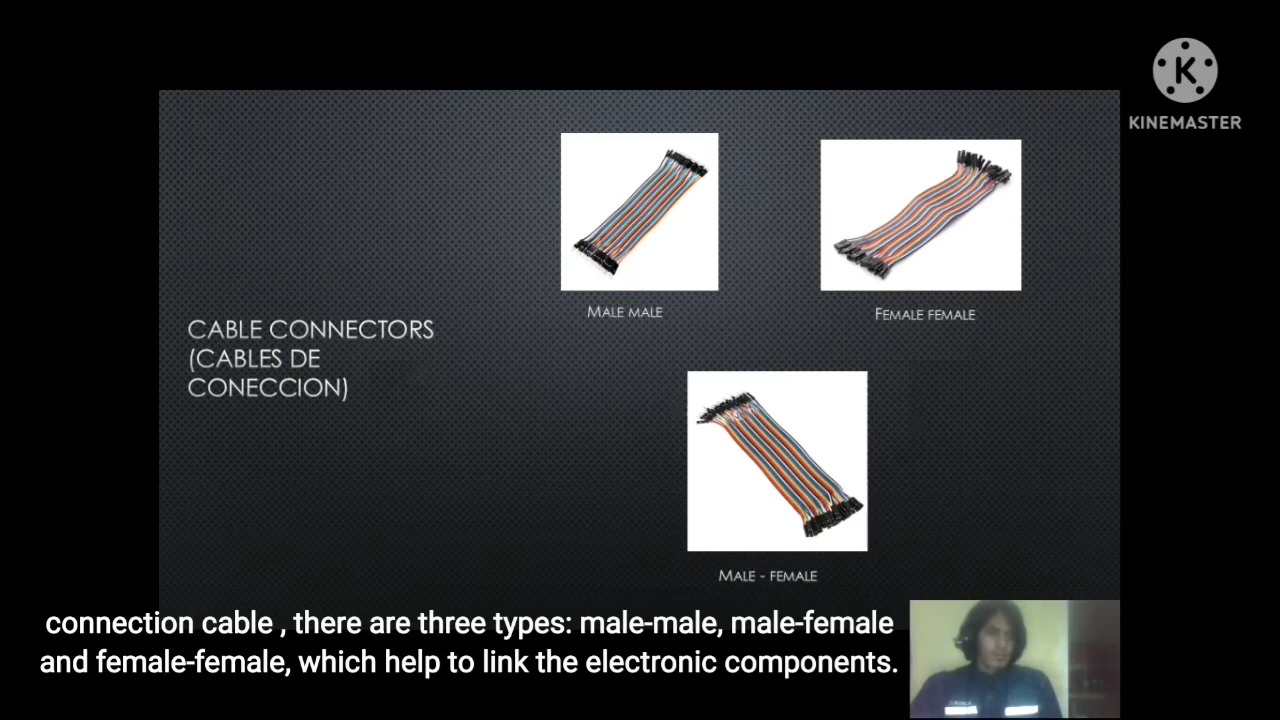 KINEMASTER
MALE MALE
FEMALE FEMALE
CABLE CONNECTORS
(CABLES DE
CONECCION)
MALE - FEMALE
connection cable , there are three types: male-male, male-female
and female-female, which help to link the electronic components.